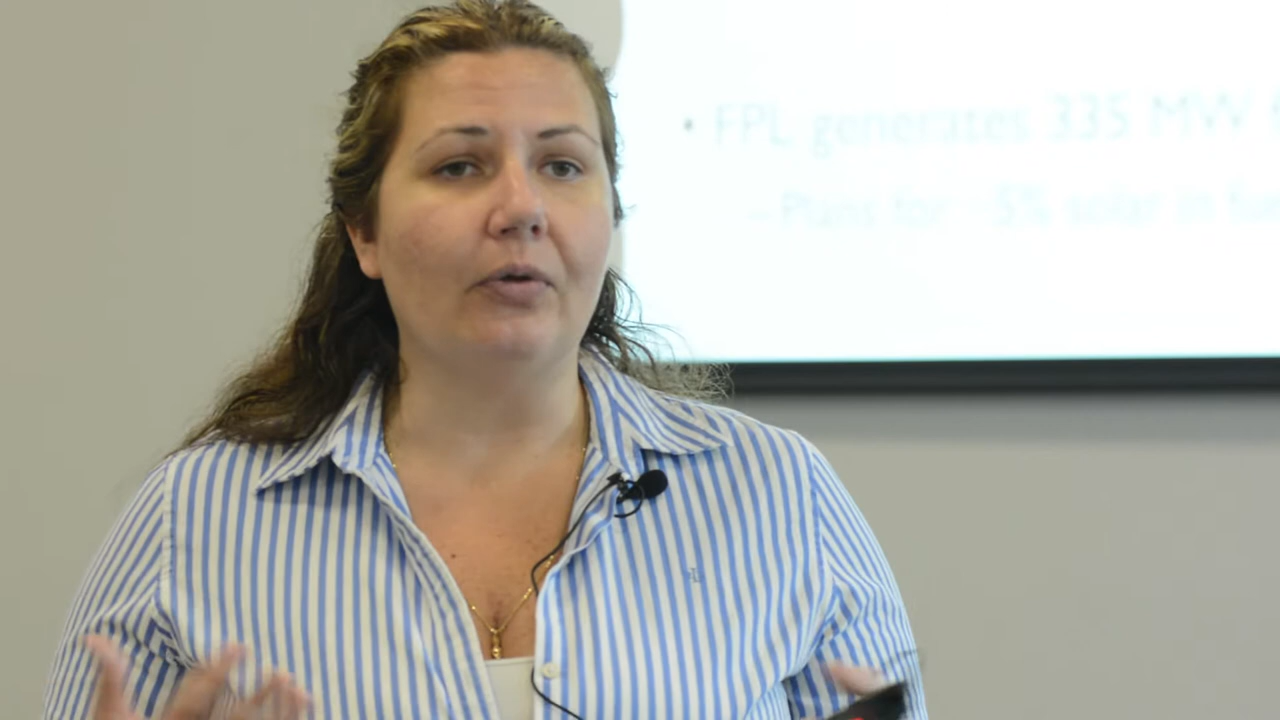 • FPL generates 335 MW
– Plans for ~5% solar in